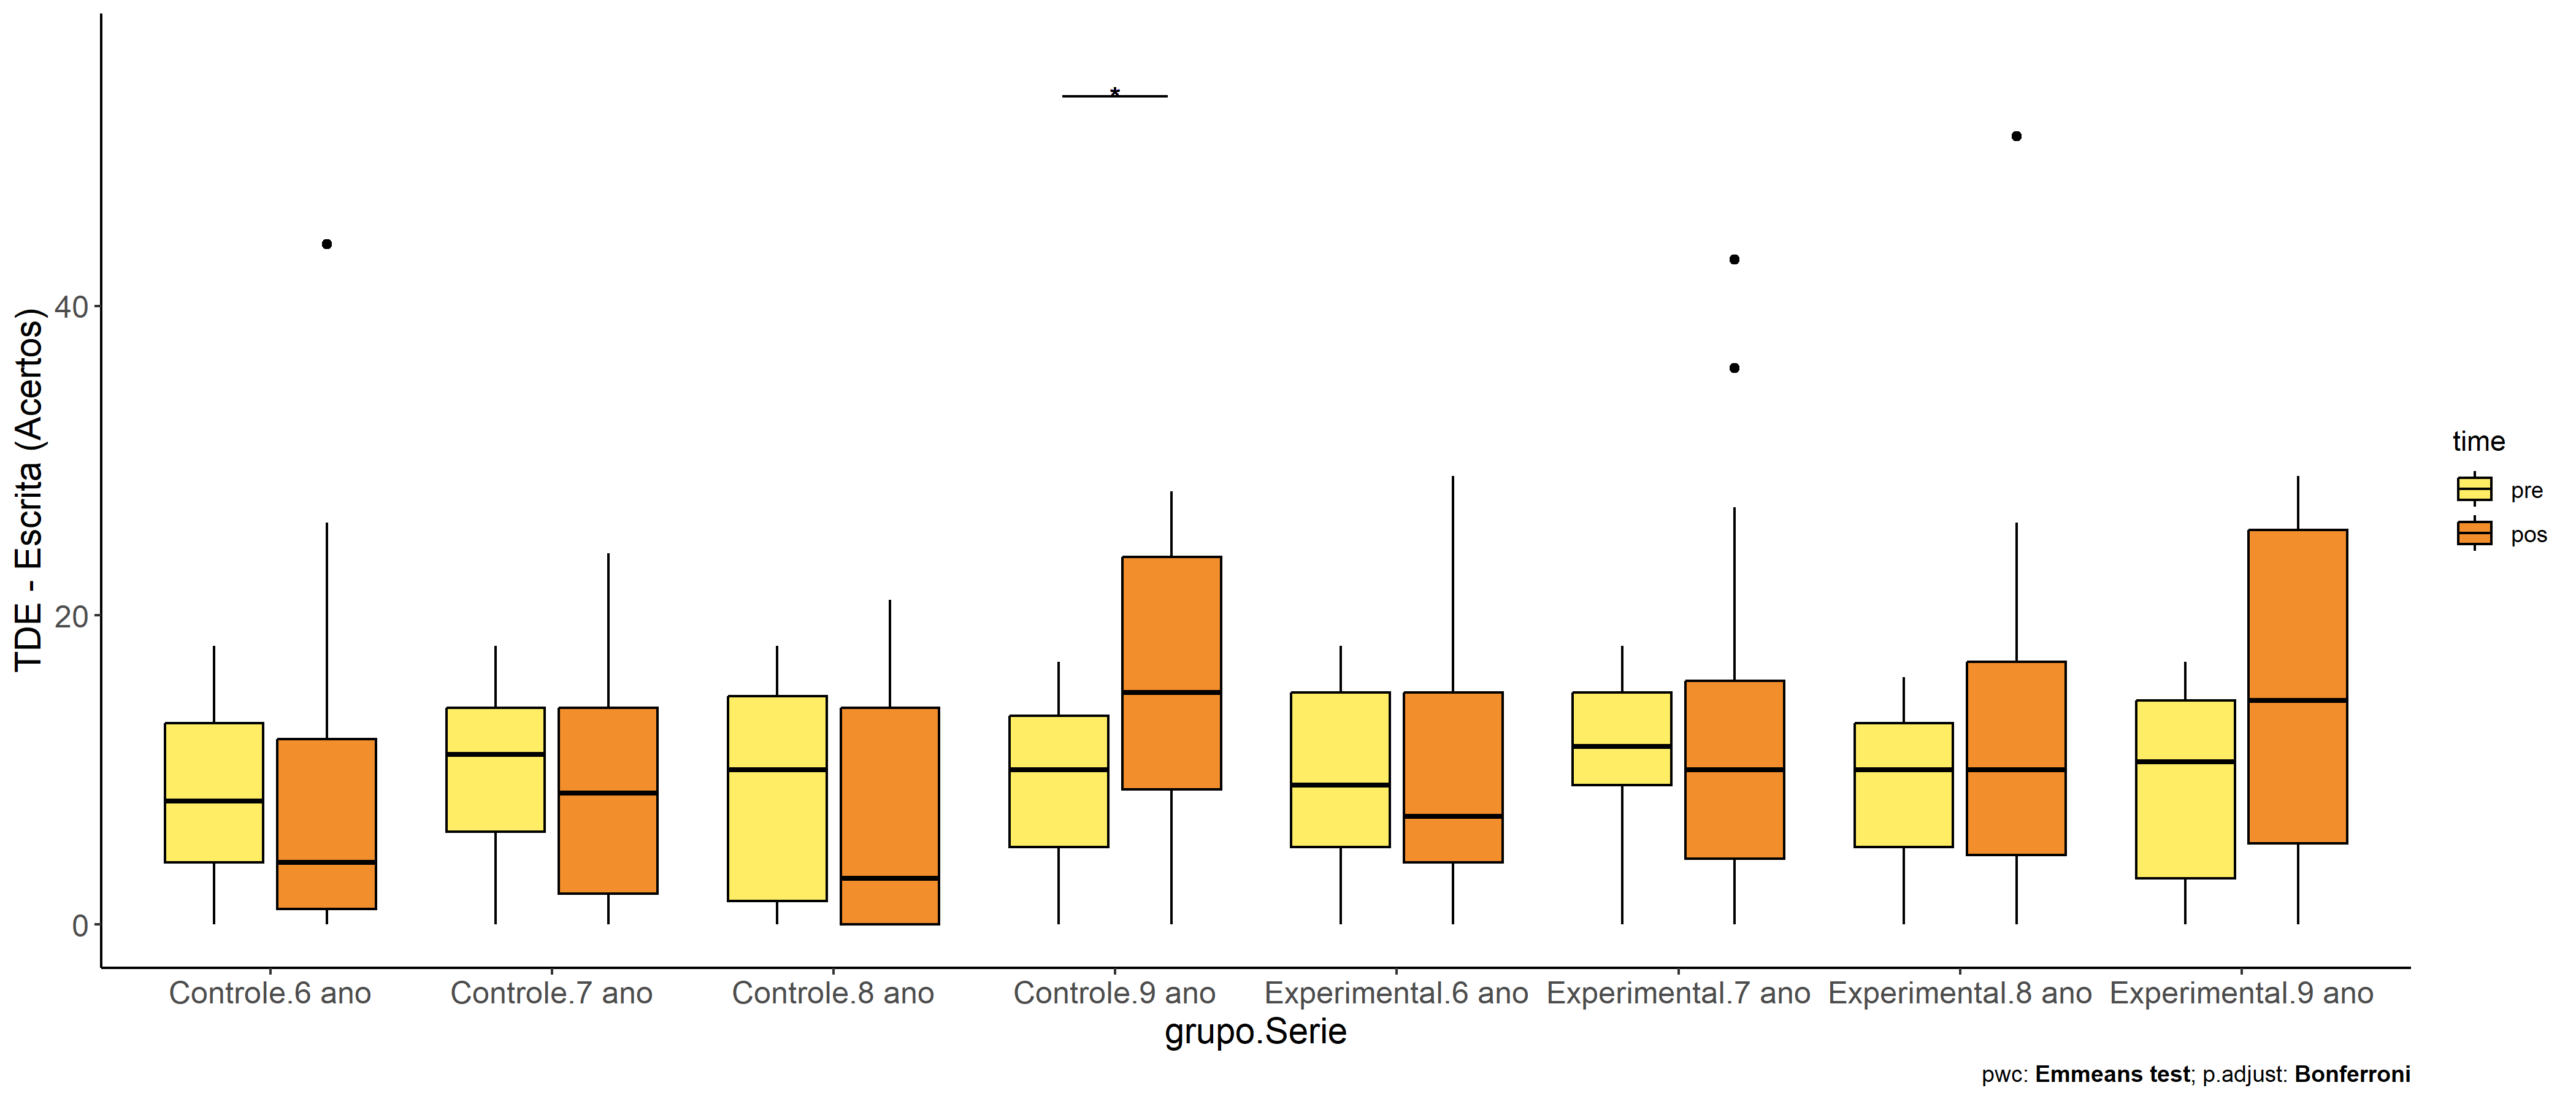 *
TDE - Escrita (Acertos)
40
20
0
Controle.6 ano
Controle.7 ano
Controle.8 ano
Controle.9 ano
Experimental.6 ano
Experimental.7 ano
Experimental.8 ano
Experimental.9 ano
grupo.Serie
time
pre
pos
pwc: Emmeans test; p.adjust: Bonferroni